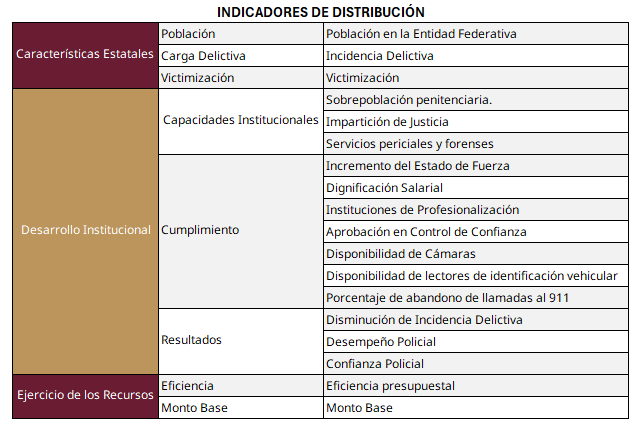 INDICADORES DE DISTRIBUCIÓN
Características Estatales
Población
Población en la Entidad Federativa
Carga Delictiva
Incidencia Delictiva
Victimización
Victimización
Desarrollo Institucional
Capacidades Institucionales
Sobrepoblación penitenciaria.
Impartición de Justicia
Servicios periciales y forenses
Cumplimiento
Incremento del Estado de Fuerza
Dignificación Salarial
Instituciones de Profesionalización
Aprobación en Control de Confianza
Disponibilidad de Cámaras
Disponibilidad de lectores de identificación vehicular
Porcentaje de abandono de llamadas al 911
Resultados
Disminución de Incidencia Delictiva
Desempeño Policial
Confianza Policial
Ejercicio de los Recursos
Eficiencia
Eficiencia presupuestal
Monto Base
Monto Base